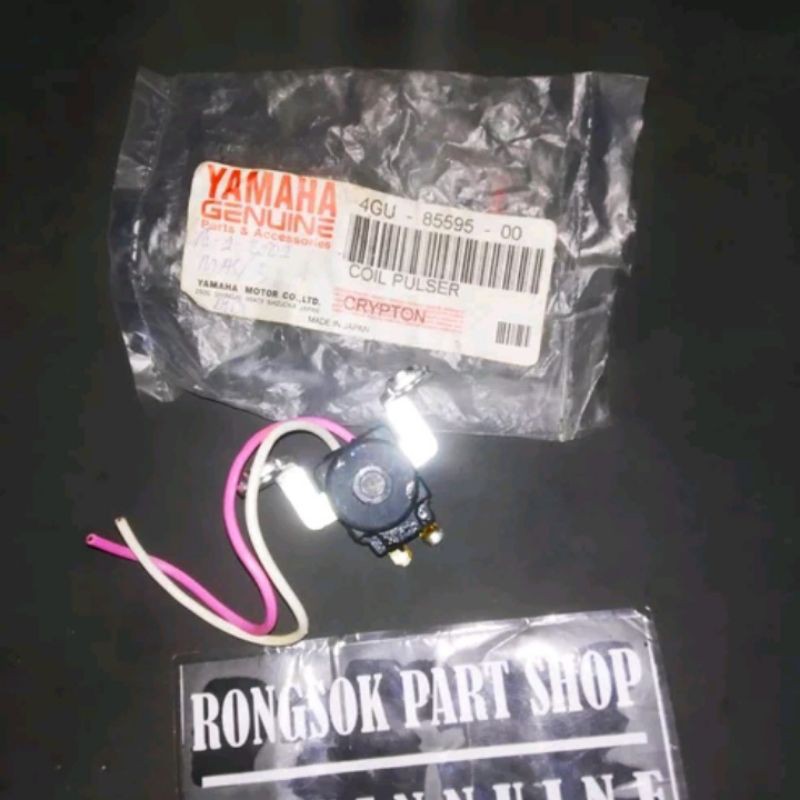 YAMAHA
GENUINE
Parts & Accessories
YAMAHA MOTOR CO.,LTD.
4GU - 85595 - 00
COIL PULSER
CRYPTON
MADE IN JAPAN
RONGSOK PART SHOP